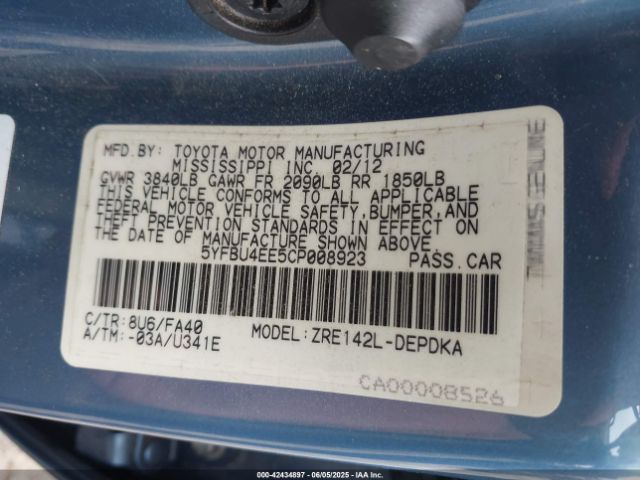 MFD.BY: TOYOTA MOTOR MANUFACTURING
MISSISSIPPI INC. 02/12
GVWR 3840LB GAWR FR 2090LB RR 1850LB
THIS VEHICLE CONFORMS TO ALL APPLICABLE
FEDERAL MOTOR VEHICLE SAFETY,BUMPER,AND
THEFT PREVENTION STANDARDS IN EFFECT ON
THE DATE OF MANUFACTURE SHOWN ABOVE.
5YFBU4EE5CP008923 PASS.CAR
C/TR:8U6/FA40 MODEL:ZRE142L-DEPDKA
A/TM:-03A/U341E
CA00008526
000-42434897 - 06/05/2025 - IAAI.COM